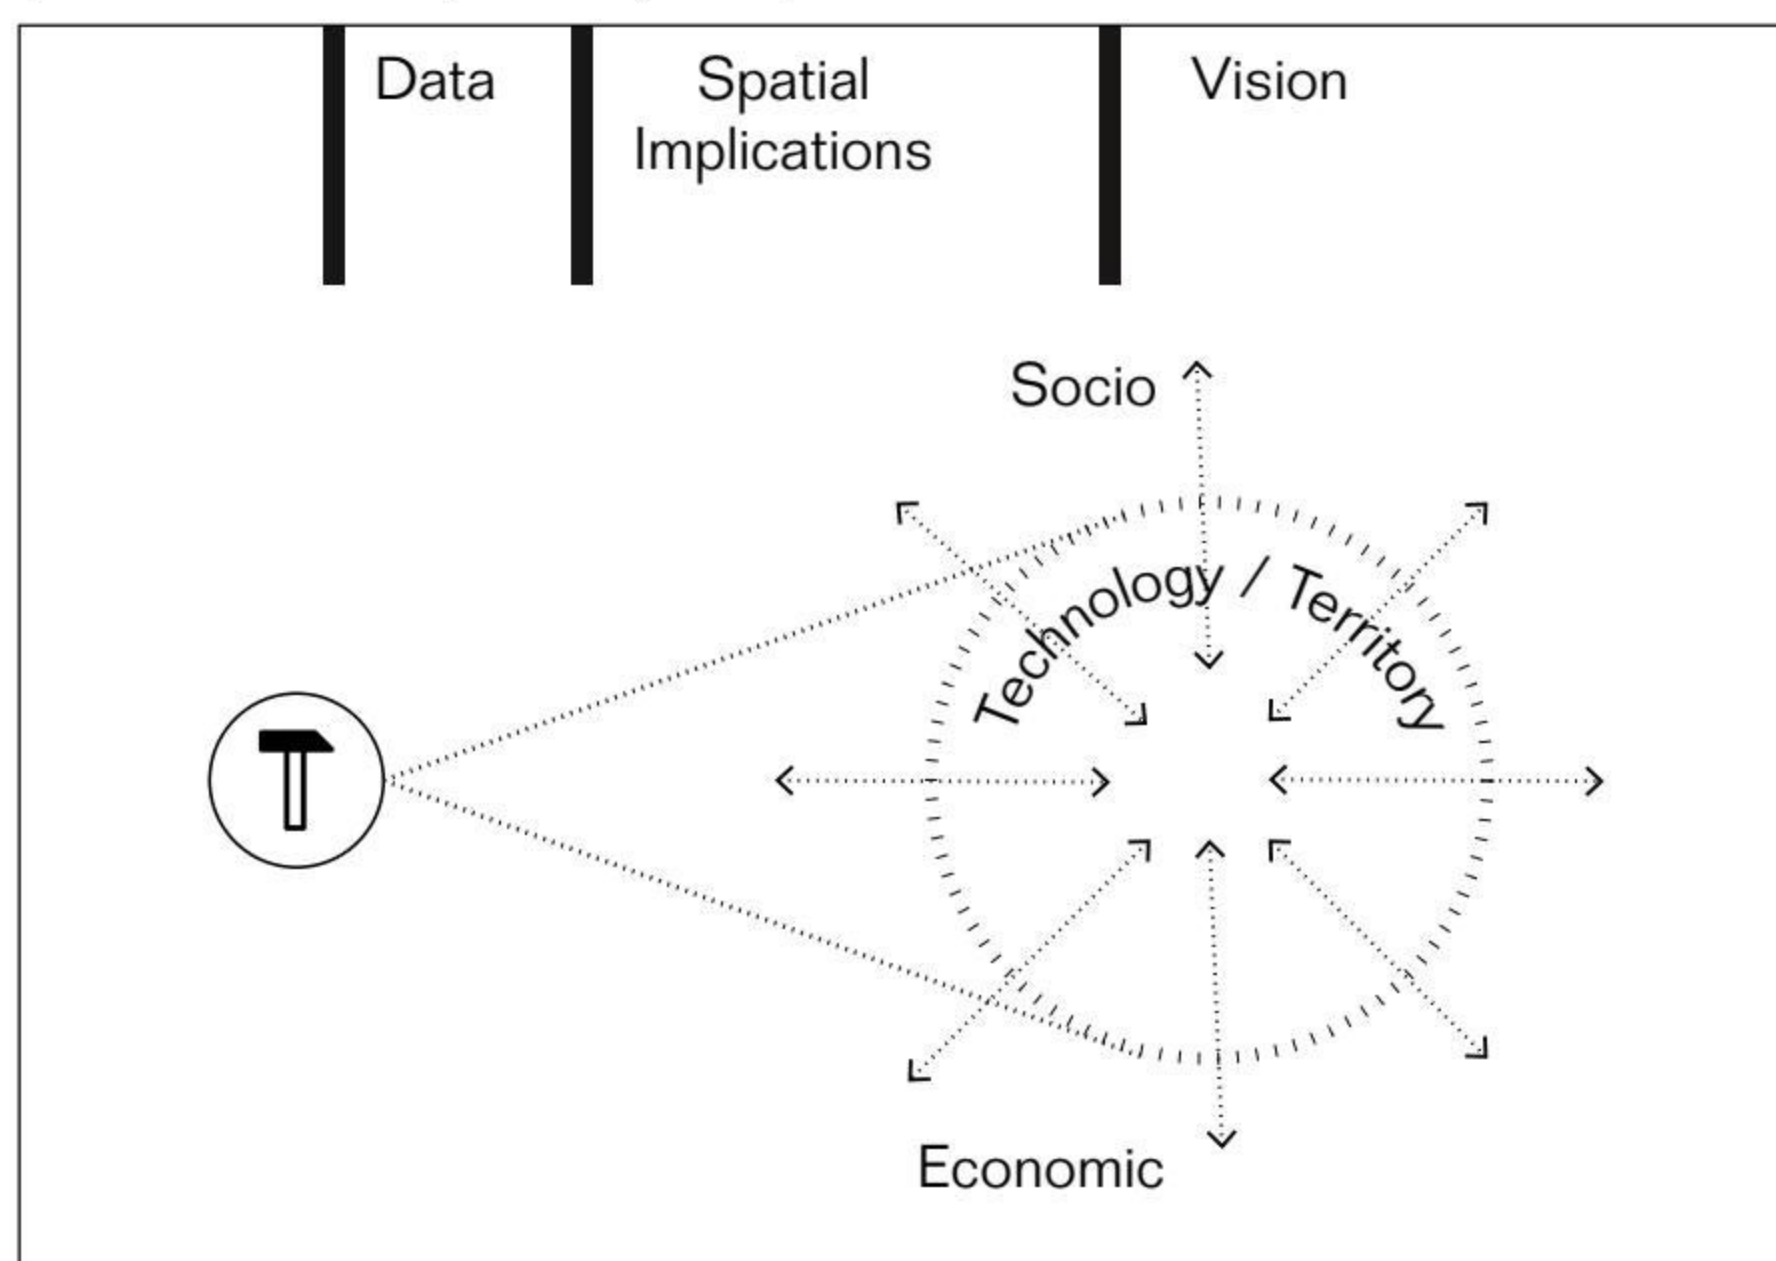 Data
Spatial
Implications
Vision
Socio
Technology / Territory
Economic